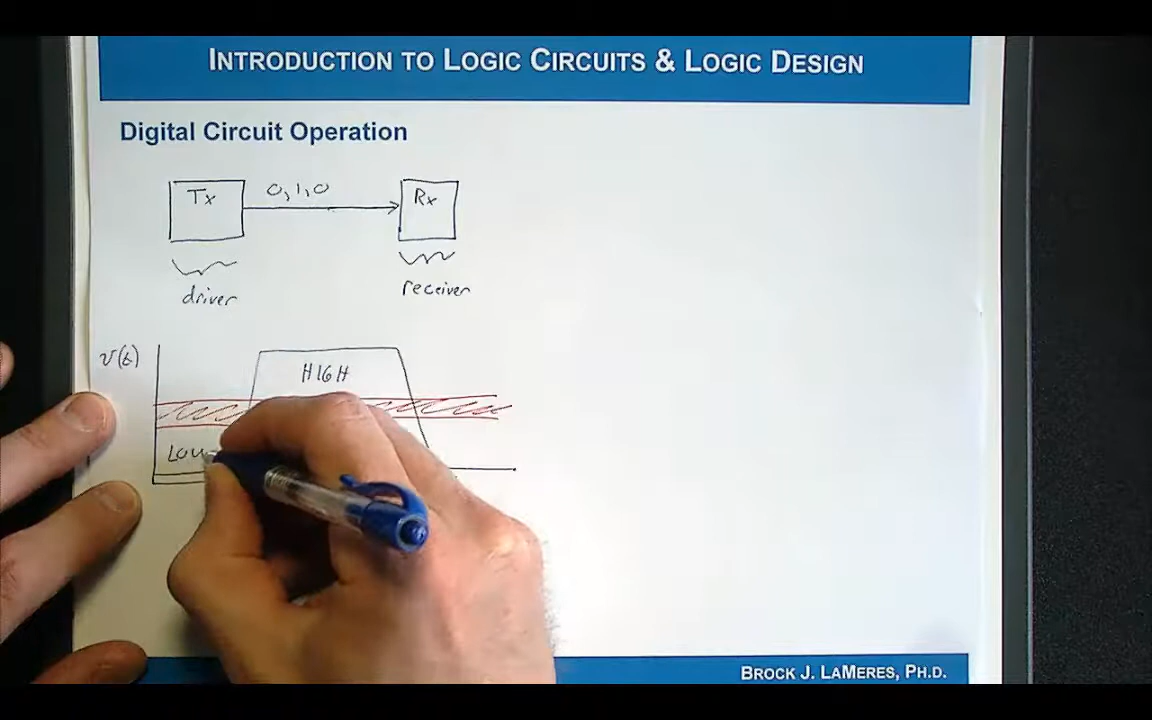 INTRODUCTION TO LOGIC CIRCUITS & LOGIC DESIGN
Digital Circuit Operation
Tx 0,1,0 Rx
driver receiver
v(t)
HIGH
BROCK J. LAMERES, PH.D.